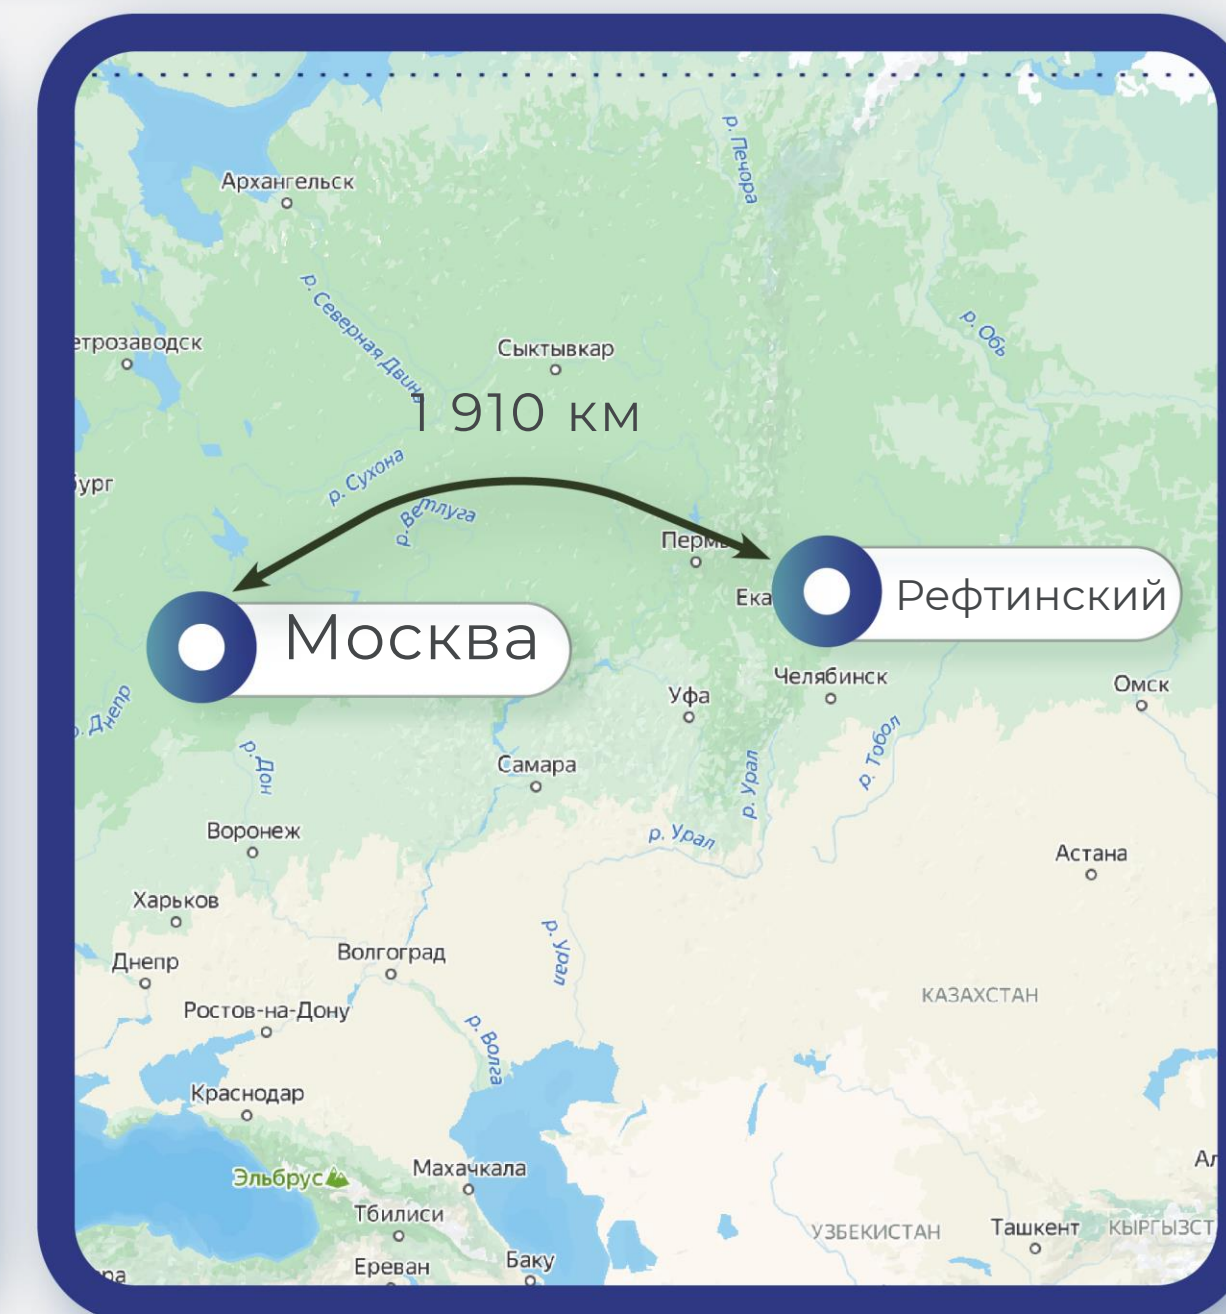 р. Печора
Архангельск
р. Северная Двина
р. Обь
етрозаводск
Сыктывкар
1 910 км
р. Сухона
бург
р. Ветлуга
Пермь
Ека
Рефтинский
Москва
Челябинск
Уфа
Омск
р. Днепр
р. Дон
р. Тобол
Самара
р. Урал
Воронеж
р. Урал
Астана
Харьков
р. Урал
Волгоград
Днепр
КАЗАХСТАН
Ростов-на-Дону
р. Волга
Краснодар
Эльбрус
Махачкала
Ал
Тбилиси
УЗБЕКИСТАН
Ташкент
КЫРГЫЗСТ
Ереван
Баку
ра